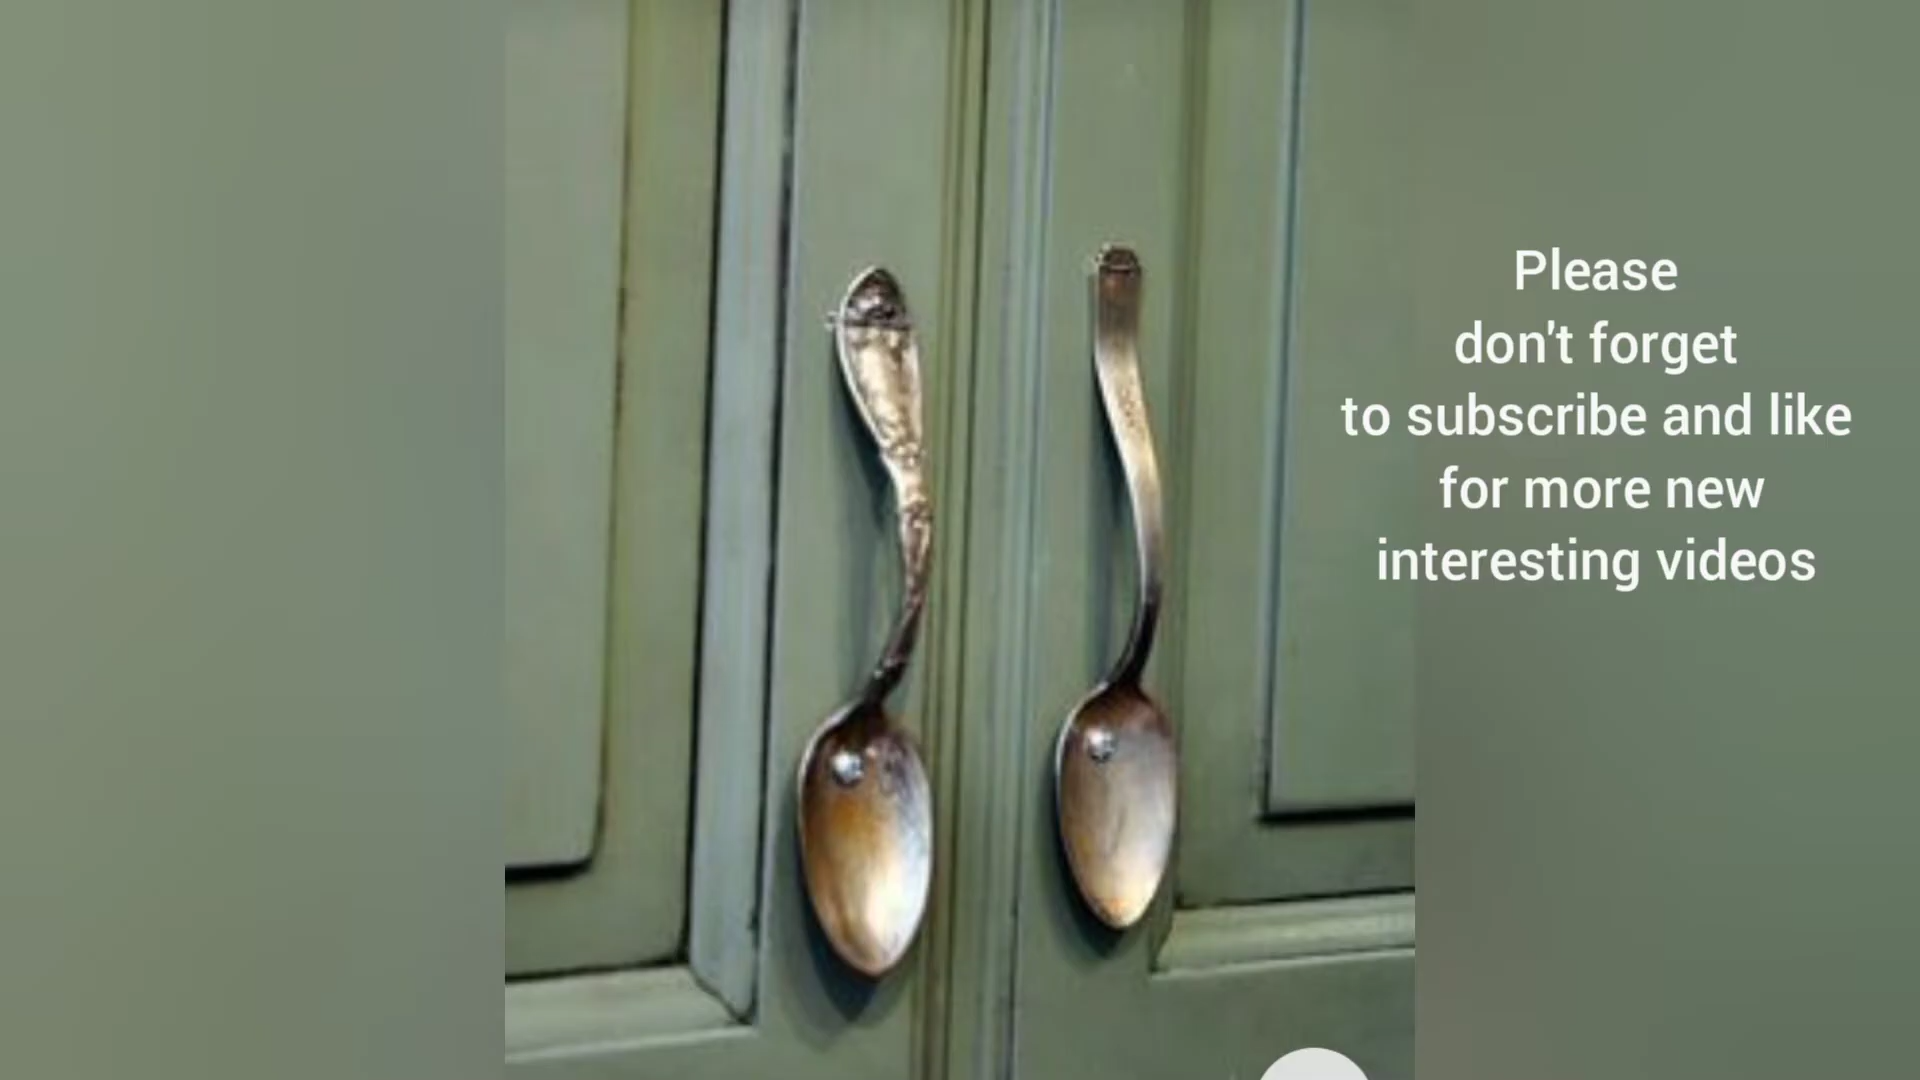 Please
don't forget
to subscribe and like
for more new
interesting videos